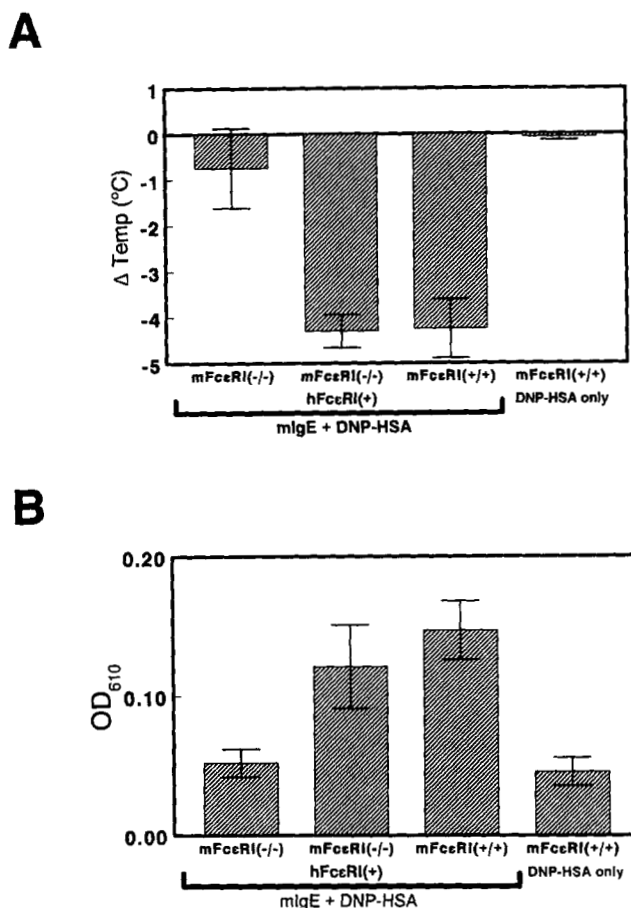 A
1
0
-1
-2
-3
-4
-5
Δ Temp (°C)
mFcεRI(-/-) mFcεRI(-/-) mFcεRI(+/+) mFcεRI(+/+)
hFcεRI(+) DNP-HSA only
mIgE + DNP-HSA
B
0.20
0.10
0.00
OD610
mFcεRI(-/-) mFcεRI(-/-) mFcεRI(+/+) mFcεRI(+/+)
hFcεRI(+) DNP-HSA only
mIgE + DNP-HSA